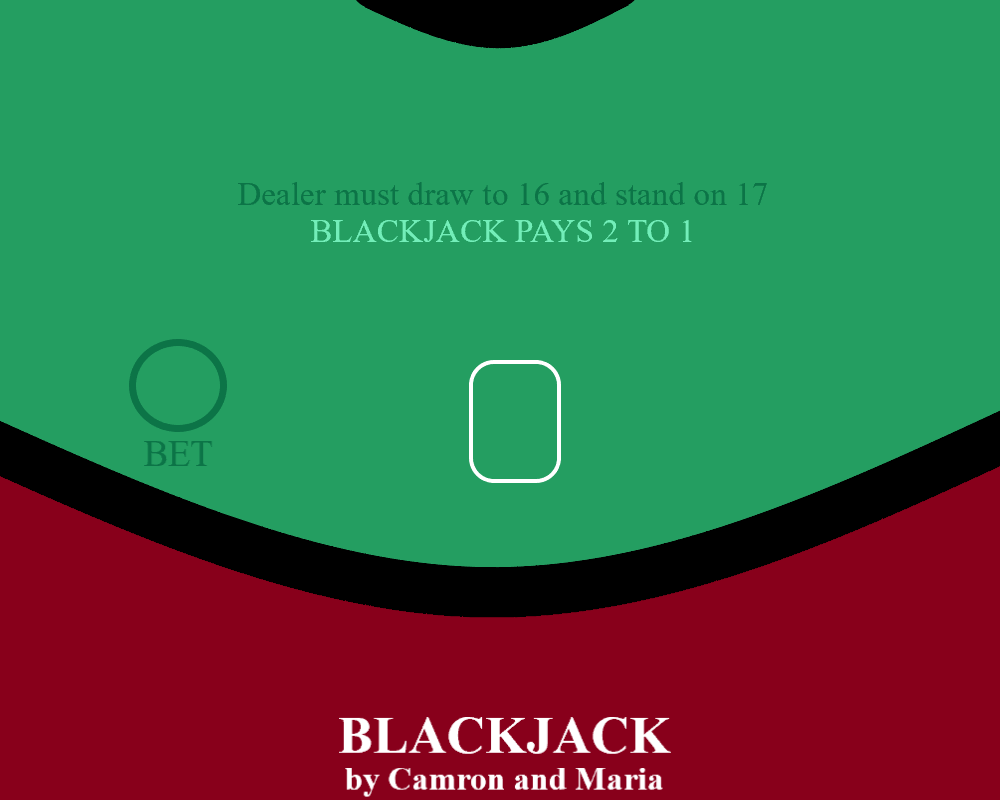 Dealer must draw to 16 and stand on 17
BLACKJACK PAYS 2 TO 1
BET
BLACKJACK
by Camron and Maria